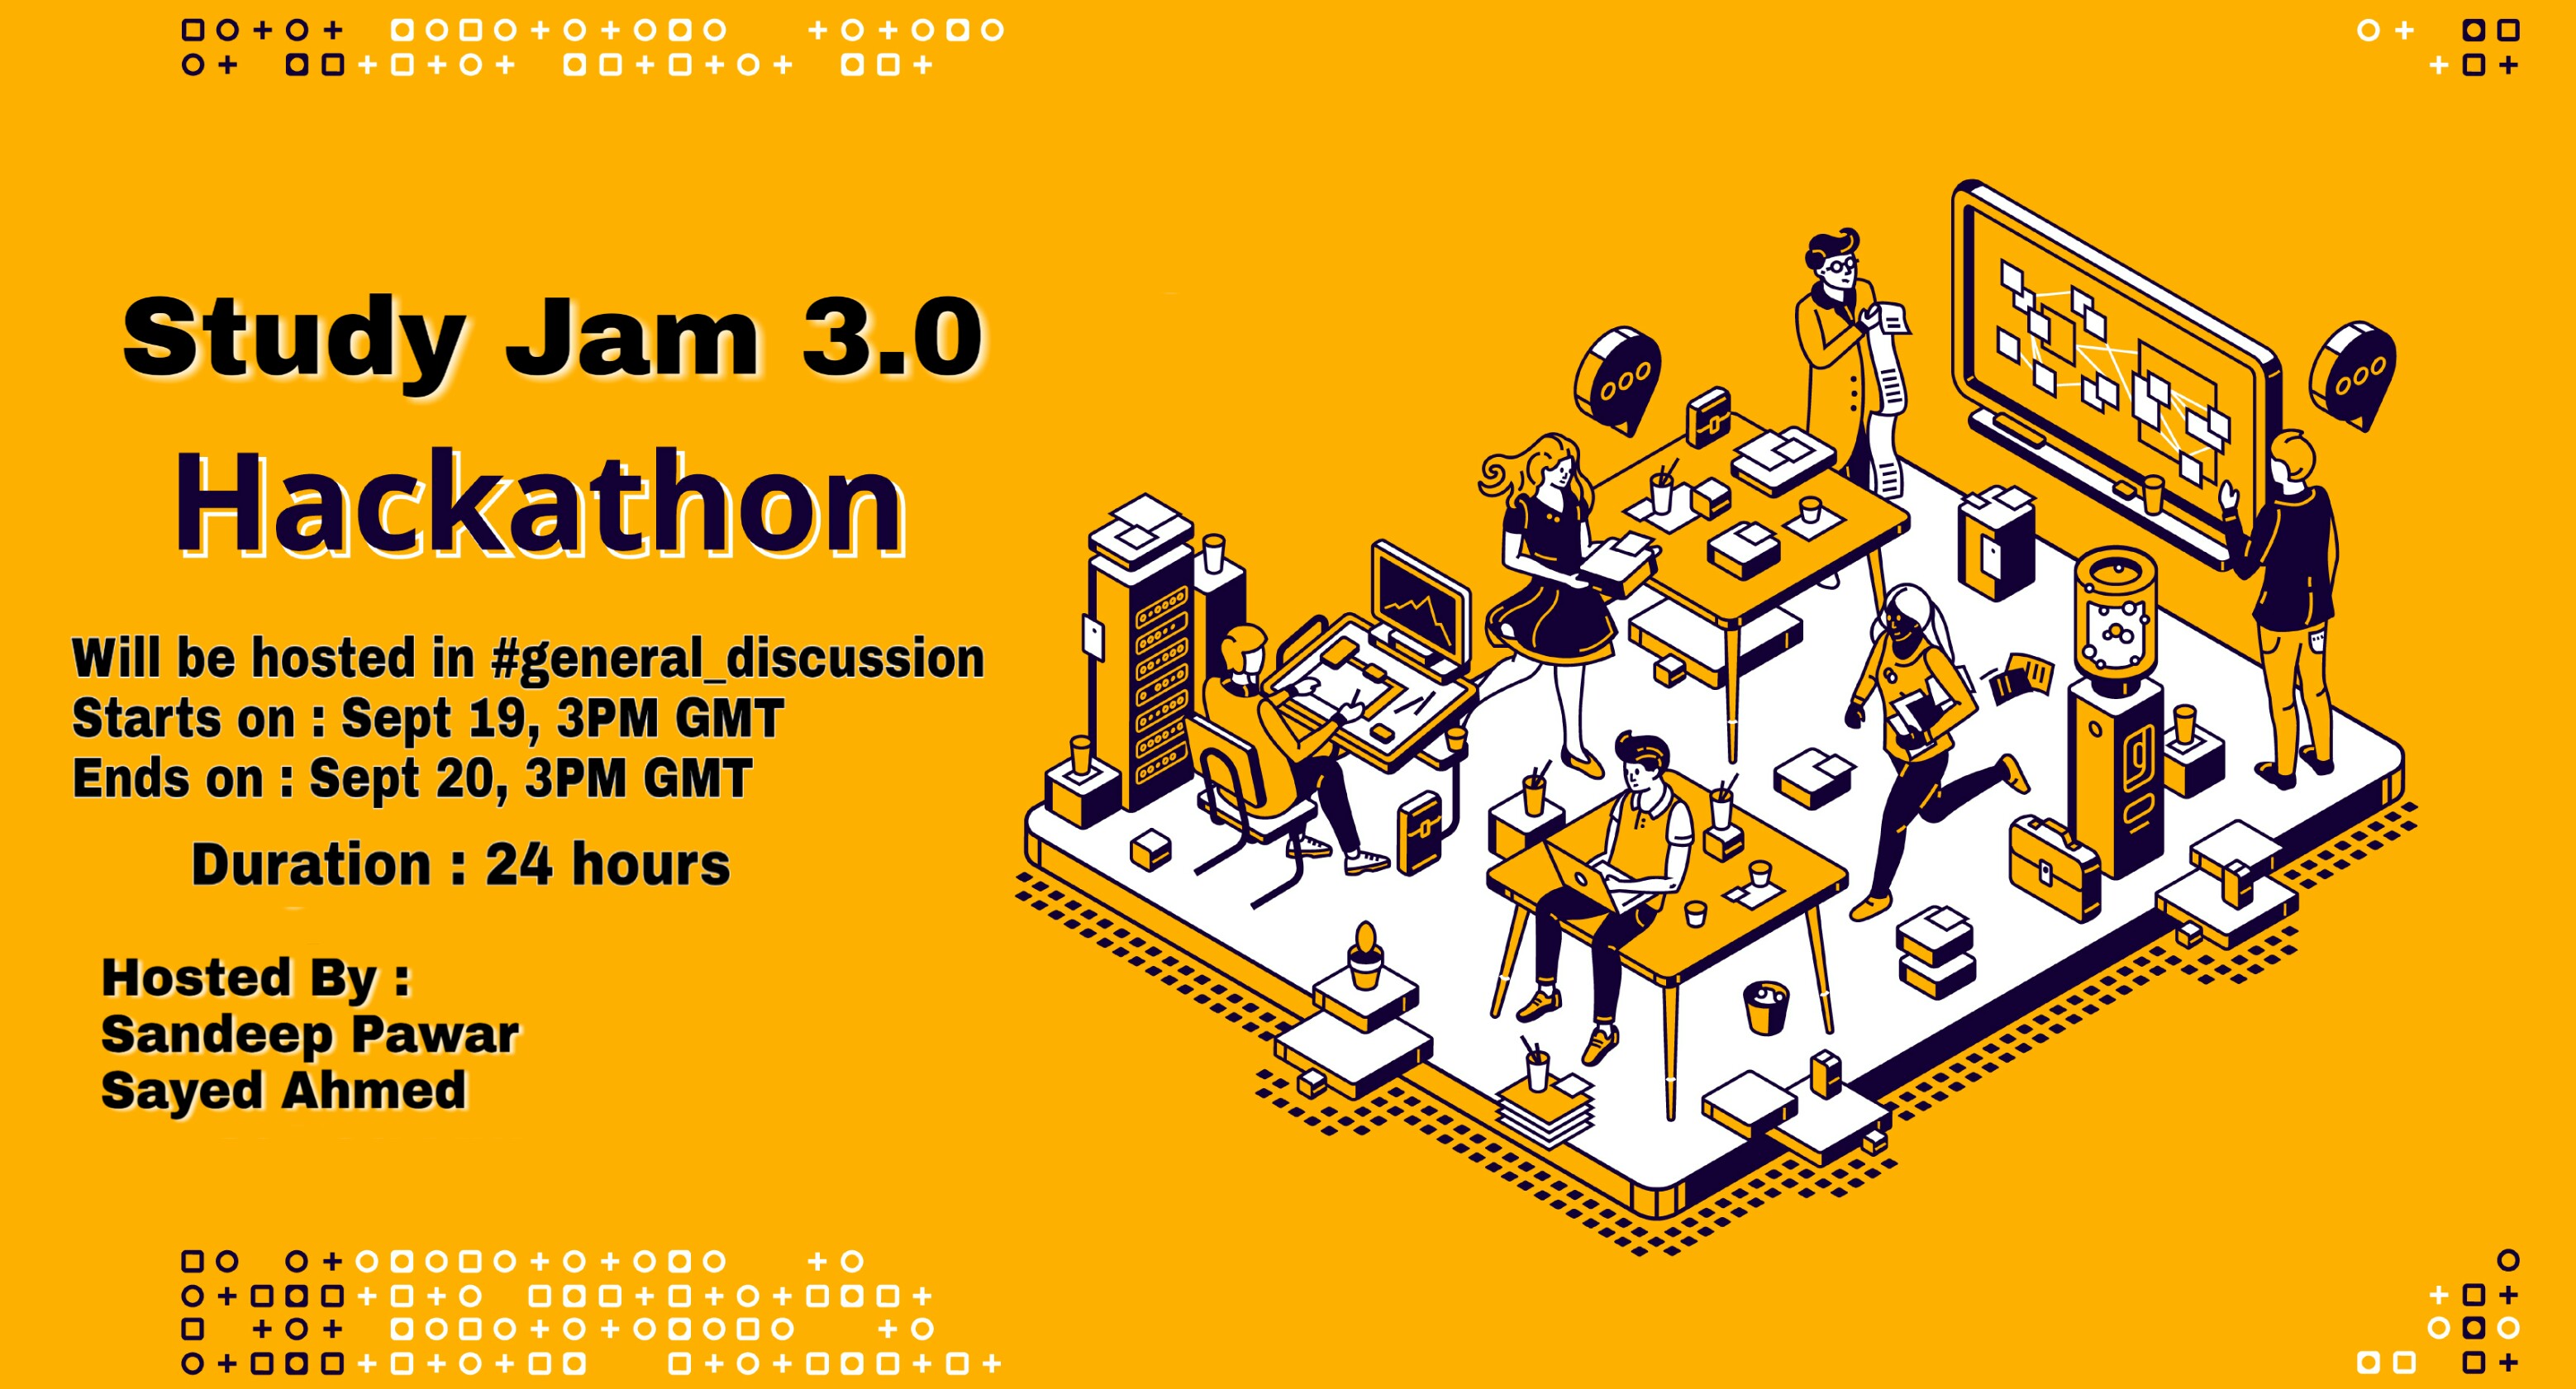 Study Jam 3.0
Hackathon
Will be hosted in #general_discussion
Starts on : Sept 19, 3PM GMT
Ends on : Sept 20, 3PM GMT
Duration : 24 hours
Hosted By :
Sandeep Pawar
Sayed Ahmed